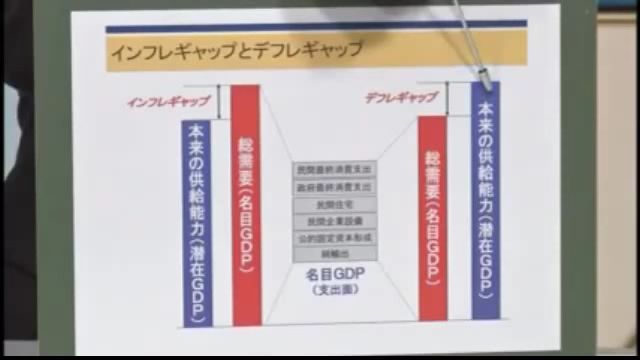 インフレギャップとデフレギャップ
インフレギャップ
デフレギャップ
本来の供給能力(潜在GDP)
総需要(名目GDP)
民間最終消費支出
政府最終消費支出
民間住宅
民間企業設備
公的固定資本形成
純輸出
名目GDP
(支出面)
総需要(名目GDP)
本来の供給能力(潜在GDP)